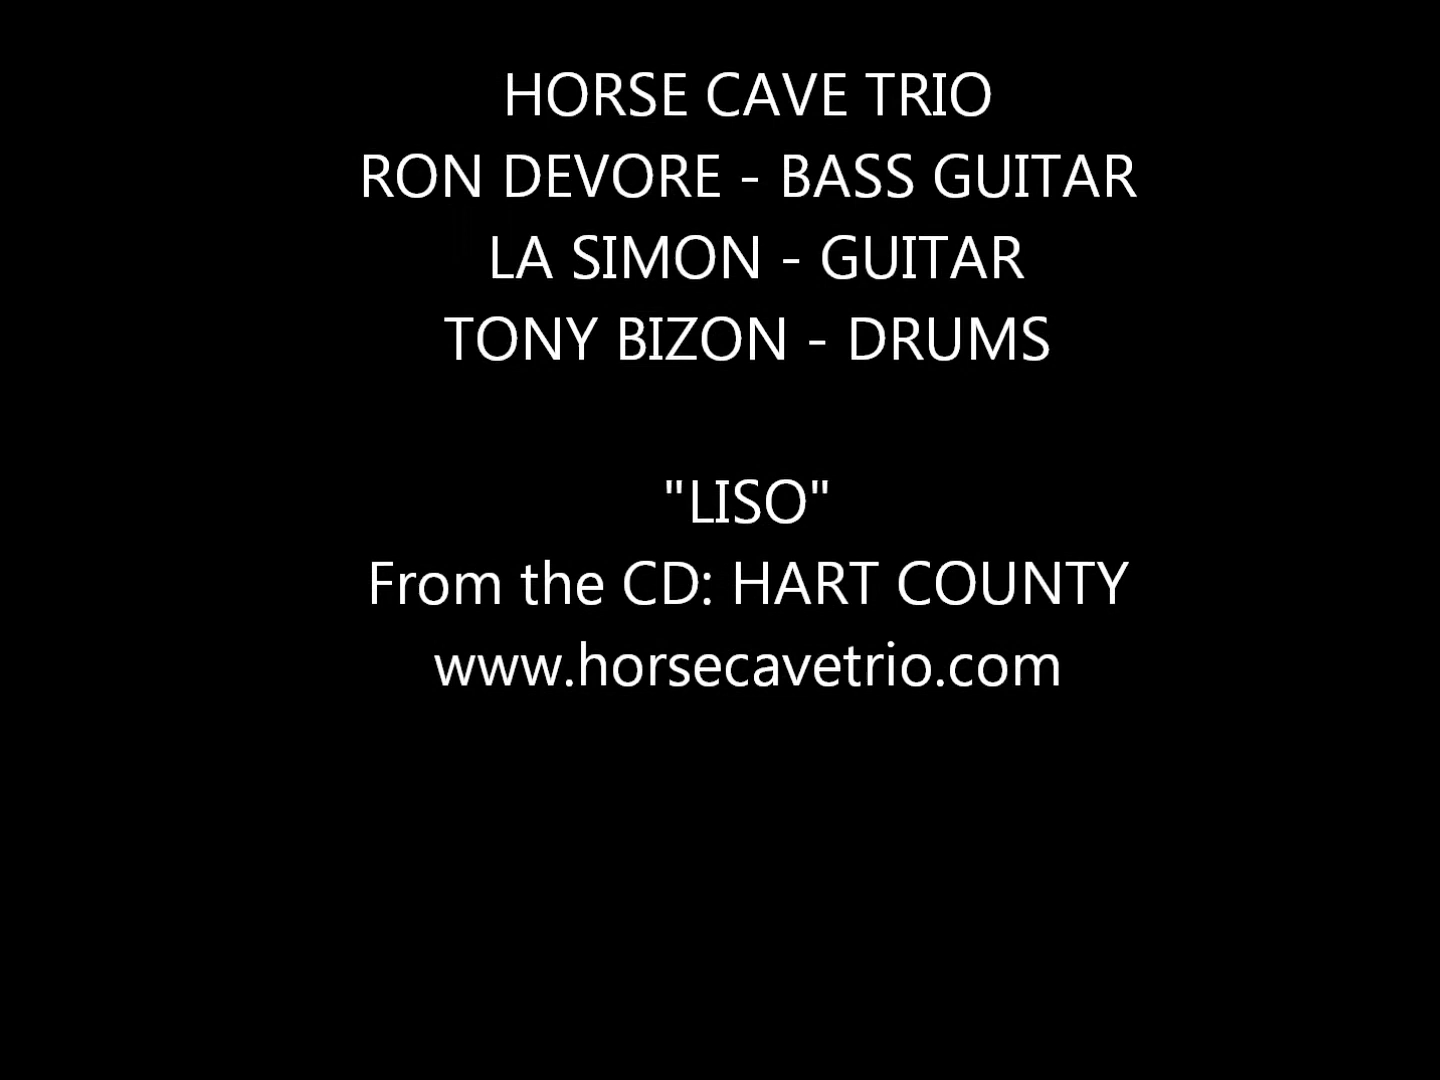 HORSE CAVE TRIO
RON DEVORE - BASS GUITAR
LA SIMON - GUITAR
TONY BIZON - DRUMS
"LISO"
From the CD: HART COUNTY
www.horsecavetrio.com